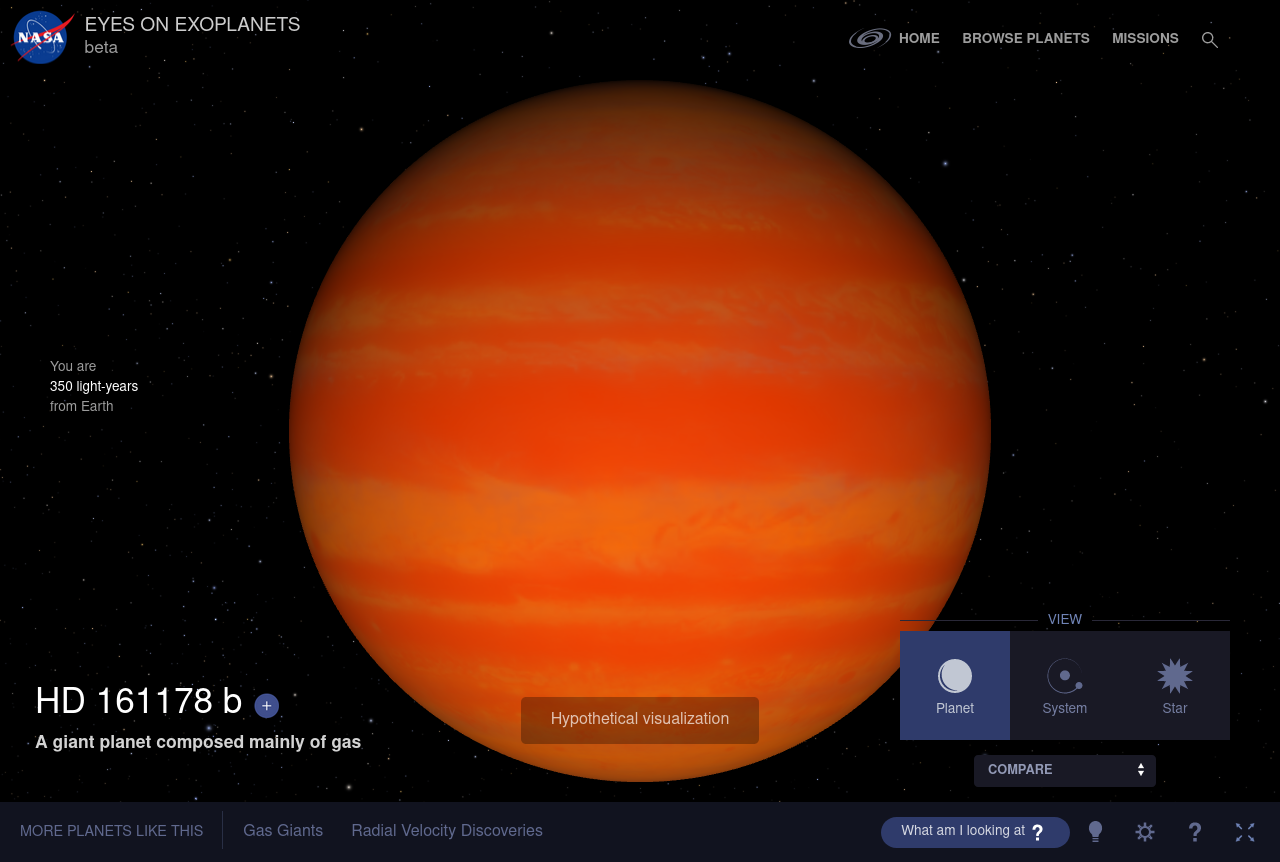 NASA
EYES ON EXOPLANETS
beta
HOME
BROWSE PLANETS
MISSIONS
You are
350 light-years
from Earth
VIEW
Planet
System
Star
HD 161178 b +
A giant planet composed mainly of gas
Hypothetical visualization
COMPARE
MORE PLANETS LIKE THIS
Gas Giants
Radial Velocity Discoveries
What am I looking at ?
?